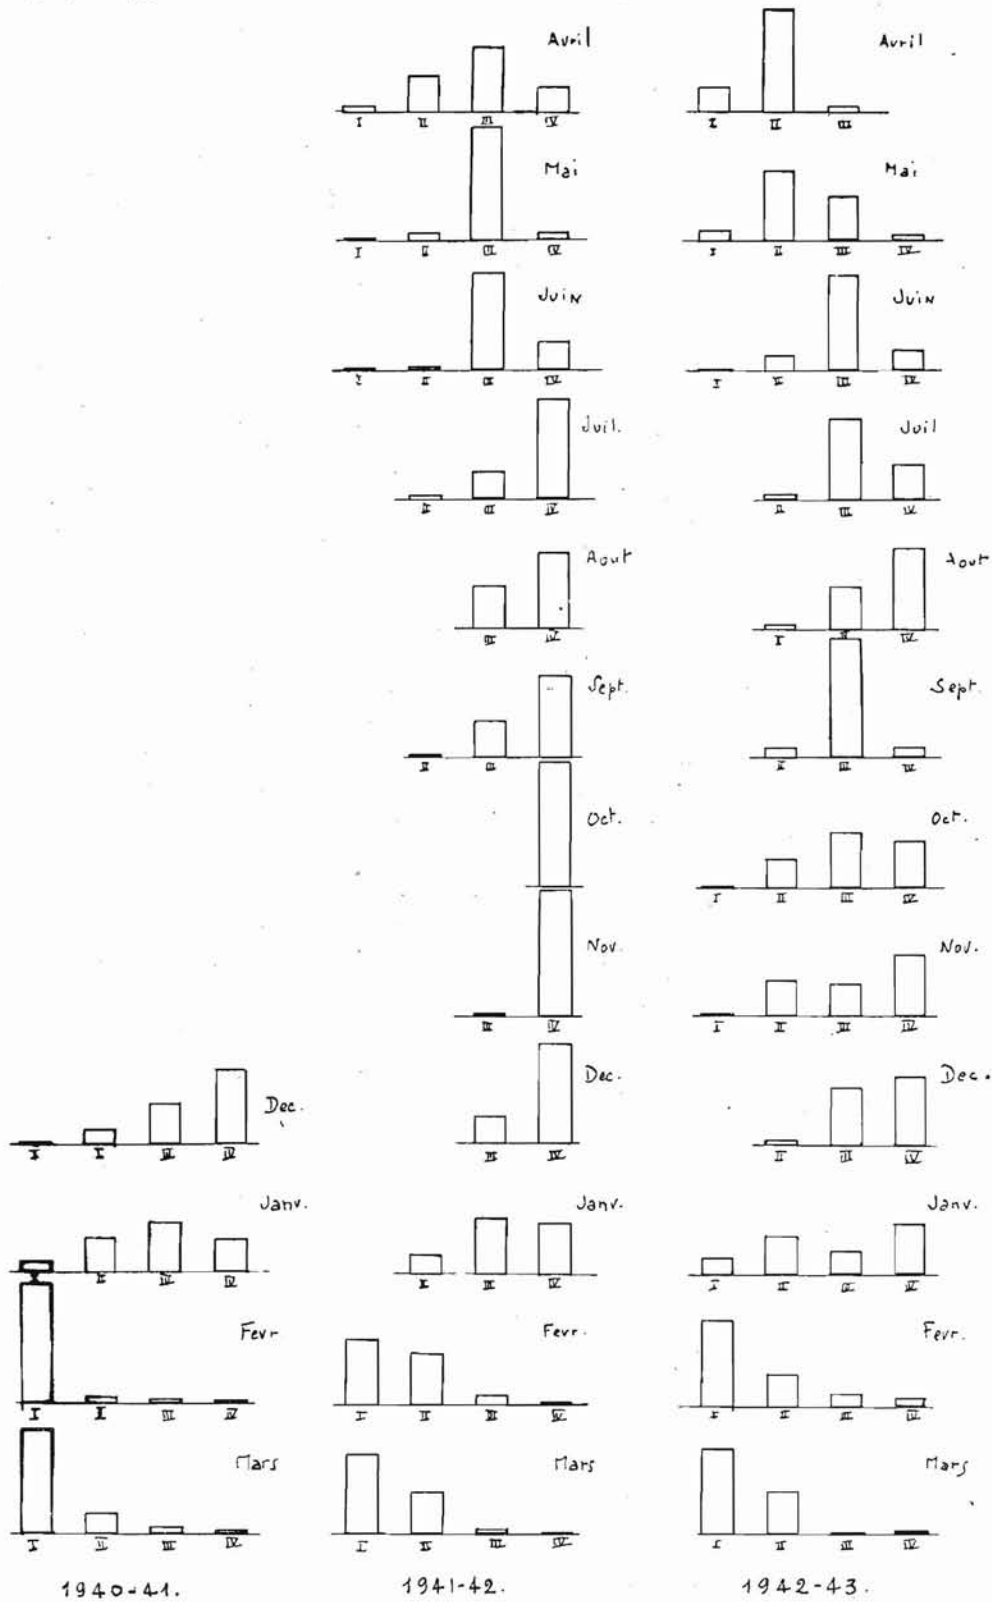 Avril Avril
I II III IV I II III
Mai Mai
I II III IV I II III IV
Juin Juin
I II III IV I II III IV
Juil. Juil
II III IV II III IV
Aout Aout
III IV I II IV
Sept. Sept.
II III IV II III IV
Oct. Oct.
I II III IV
Nov. Nov.
III IV I II III IV
Dec. Dec. Dec.
I I III IV III IV II III IV
Janv. Janv. Janv.
I II IV IV II III IV I II III IV
Fevr Fevr. Fevr.
I II III IV I II III IV I II III IV
Mars Mars Mars
I II III IV I II III IV I II III IV
1940-41. 1941-42. 1942-43.